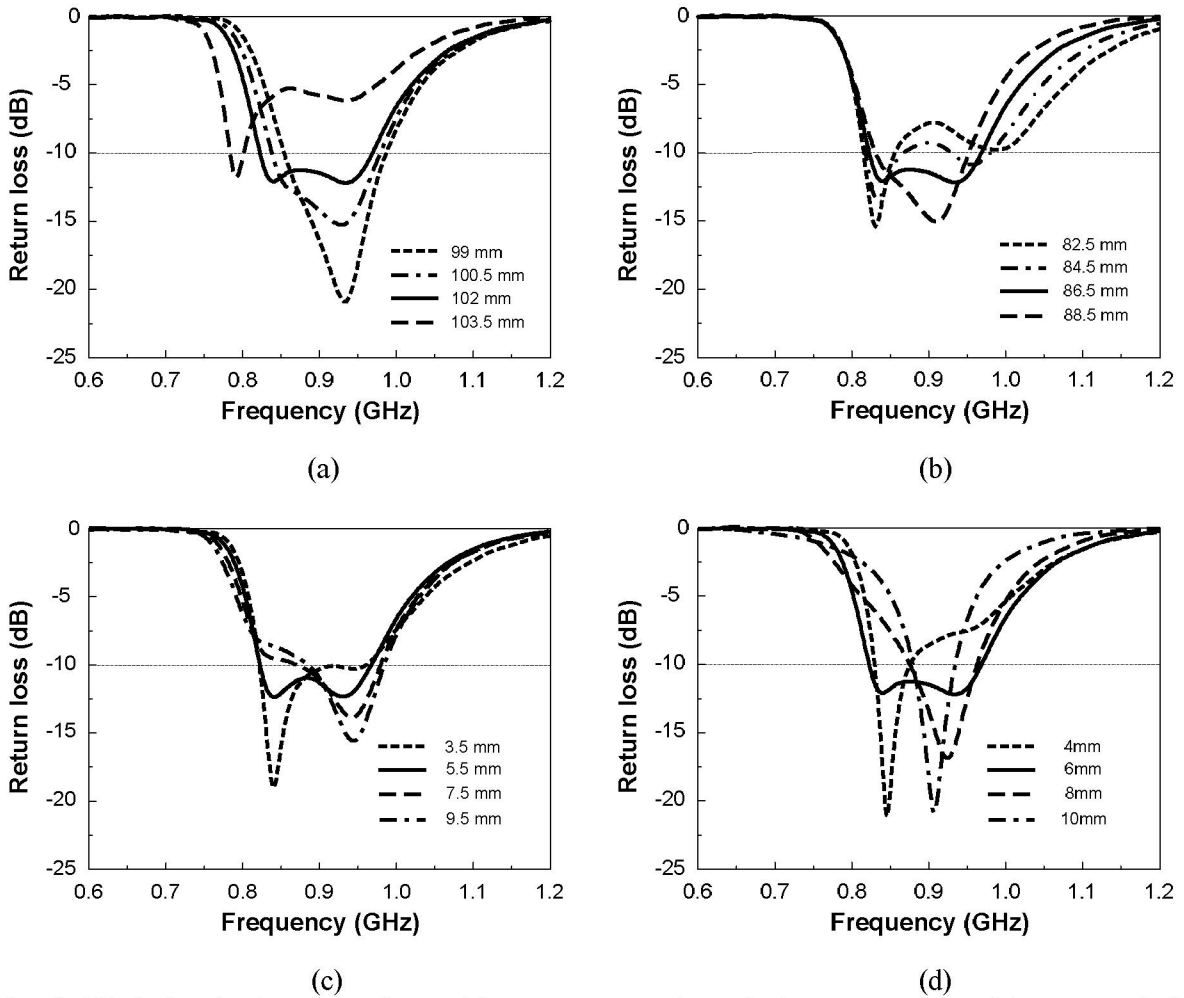 0
-5
-10
-15
-20
-25
Return loss (dB)
99 mm
100.5 mm
102 mm
103.5 mm
0.6 0.7 0.8 0.9 1.0 1.1 1.2
Frequency (GHz)
(a)
0
-5
-10
-15
-20
-25
Return loss (dB)
82.5 mm
84.5 mm
86.5 mm
88.5 mm
0.6 0.7 0.8 0.9 1.0 1.1 1.2
Frequency (GHz)
(b)
0
-5
-10
-15
-20
-25
Return loss (dB)
3.5 mm
5.5 mm
7.5 mm
9.5 mm
0.6 0.7 0.8 0.9 1.0 1.1 1.2
Frequency (GHz)
(c)
0
-5
-10
-15
-20
-25
Return loss (dB)
4mm
6mm
8mm
10mm
0.6 0.7 0.8 0.9 1.0 1.1 1.2
Frequency (GHz)
(d)